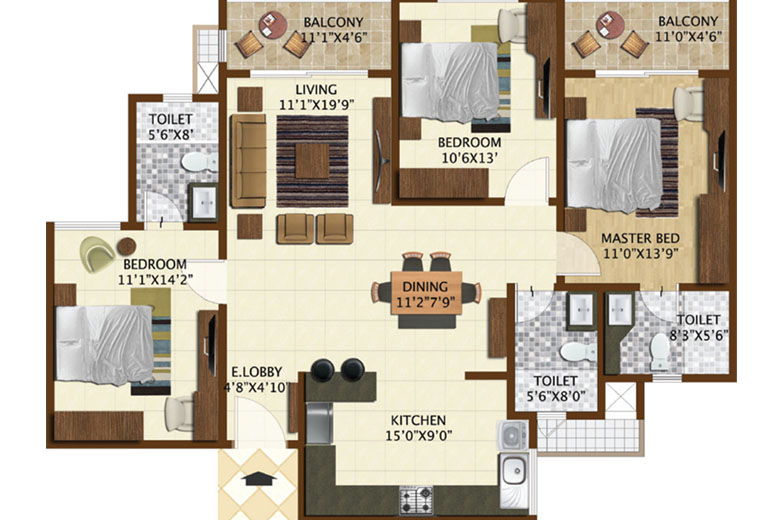 BALCONY
11'1"X4'6"
BALCONY
11'0"X4'6"
LIVING
11'1"X19'9"
TOILET
5'6"X8'
BEDROOM
10'6X13'
MASTER BED
11'0"X13'9"
BEDROOM
11'1"X14'2"
DINING
11'2"7'9"
TOILET
8'3"X5'6"
E.LOBBY
4'8"X4'10"
TOILET
5'6"X8'0"
KITCHEN
15'0"X9'0"